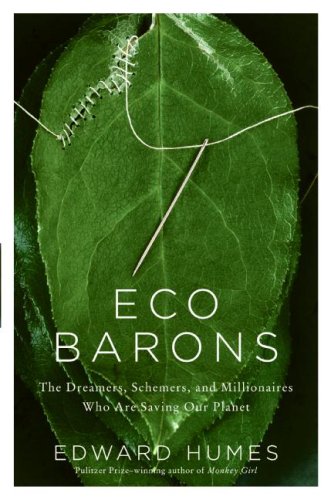 ECO
BARONS
The Dreamers, Schemers, and Millionaires
Who Are Saving Our Planet
EDWARD HUMES
Pulitzer Prize–winning author of Monkey Girl